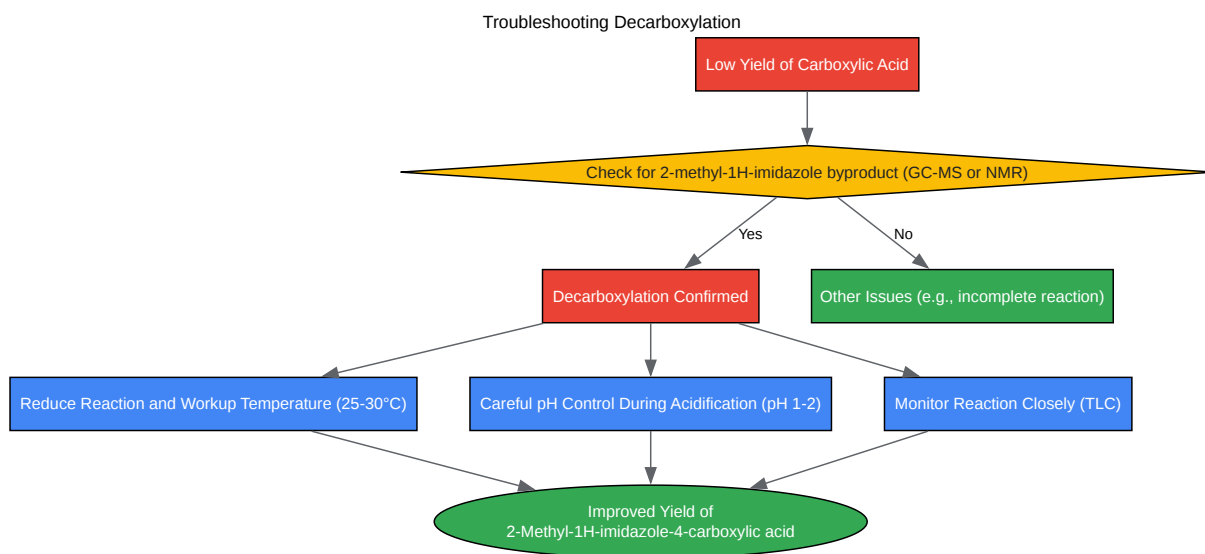 Troubleshooting Decarboxylation
Low Yield of Carboxylic Acid
Check for 2-methyl-1H-imidazole byproduct (GC-MS or NMR)
Yes
No
Decarboxylation Confirmed
Other Issues (e.g., incomplete reaction)
Reduce Reaction and Workup Temperature (25-30°C)
Careful pH Control During Acidification (pH 1-2)
Monitor Reaction Closely (TLC)
Improved Yield of
2-Methyl-1H-imidazole-4-carboxylic acid